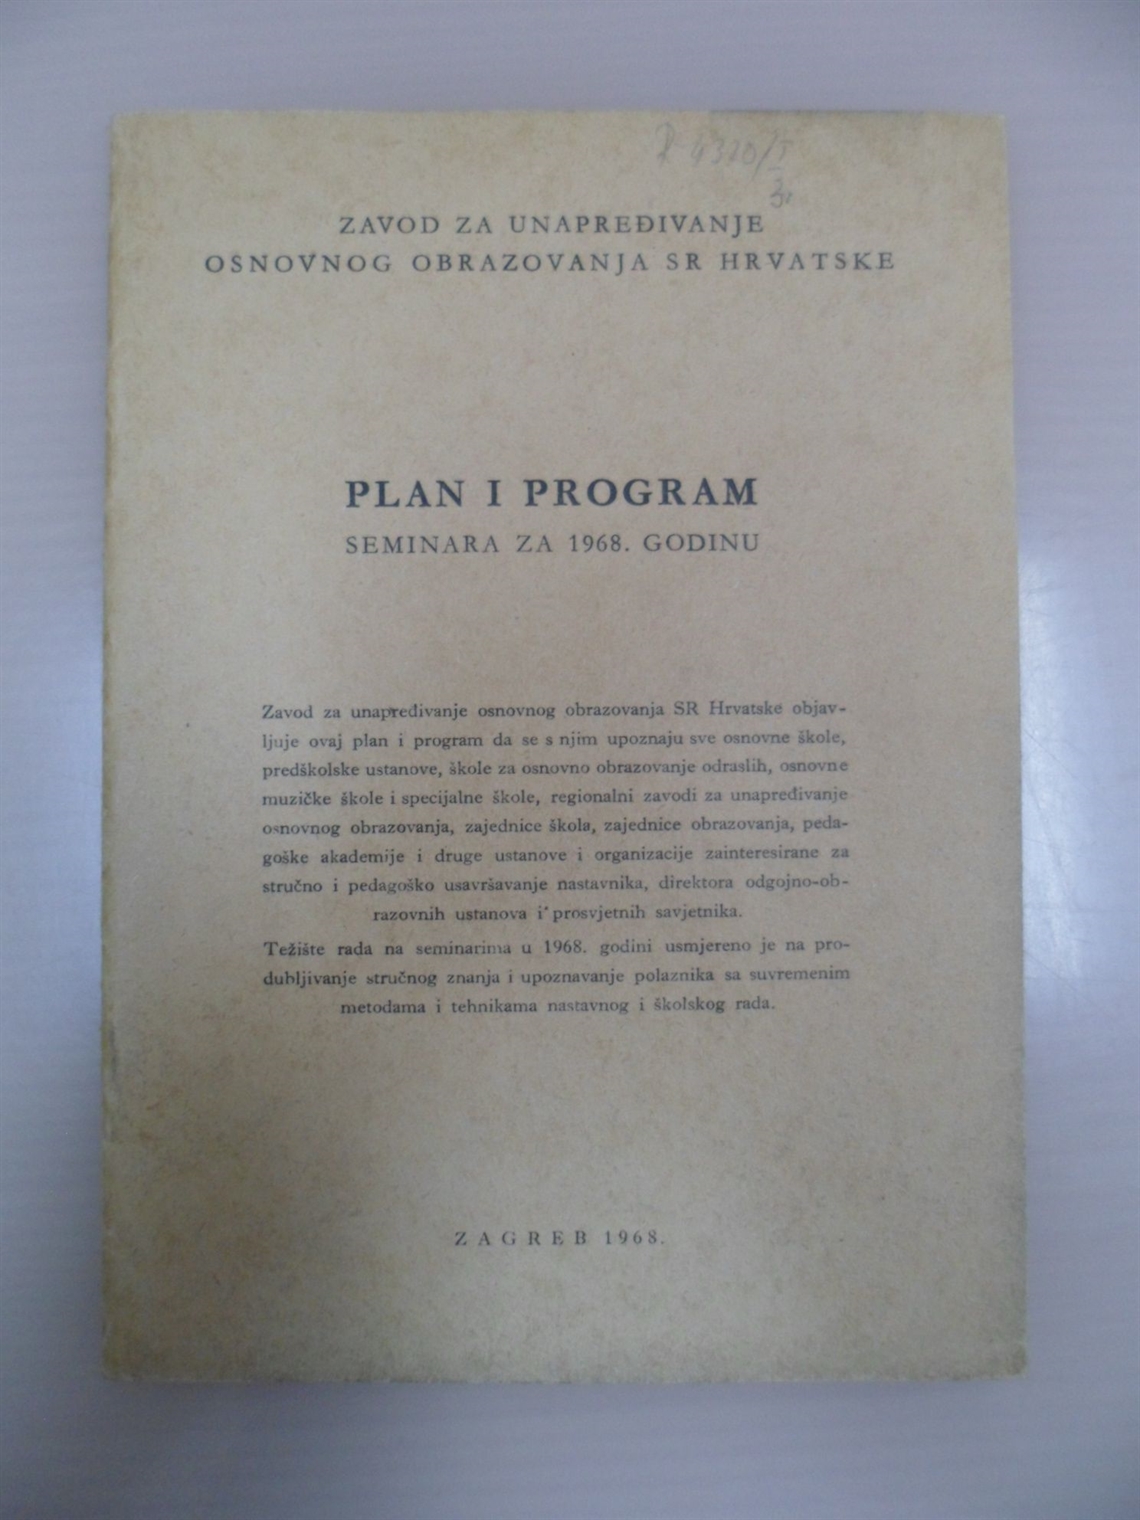 ZAVOD ZA UNAPREĐIVANJE
OSNOVNOG OBRAZOVANJA SR HRVATSKE
PLAN I PROGRAM
SEMINARA ZA 1968. GODINU
Zavod za unapređivanje osnovnog obrazovanja SR Hrvatske objav-
ljuje ovaj plan i program da se s njim upoznaju sve osnovne škole,
predškolske ustanove, škole za osnovno obrazovanje odraslih, osnovne
muzičke škole i specijalne škole, regionalni zavodi za unapređivanje
osnovnog obrazovanja, zajednice škola, zajednice obrazovanja, peda-
goške akademije i druge ustanove i organizacije zainteresirane za
stručno i pedagoško usavršavanje nastavnika, direktora odgojno-ob-
razovnih ustanova i prosvjetnih savjetnika.
Težište rada na seminarima u 1968. godini usmjereno je na pro-
dubljivanje stručnog znanja i upoznavanje polaznika sa suvremenim
metodama i tehnikama nastavnog i školskog rada.
ZAGREB 1968.